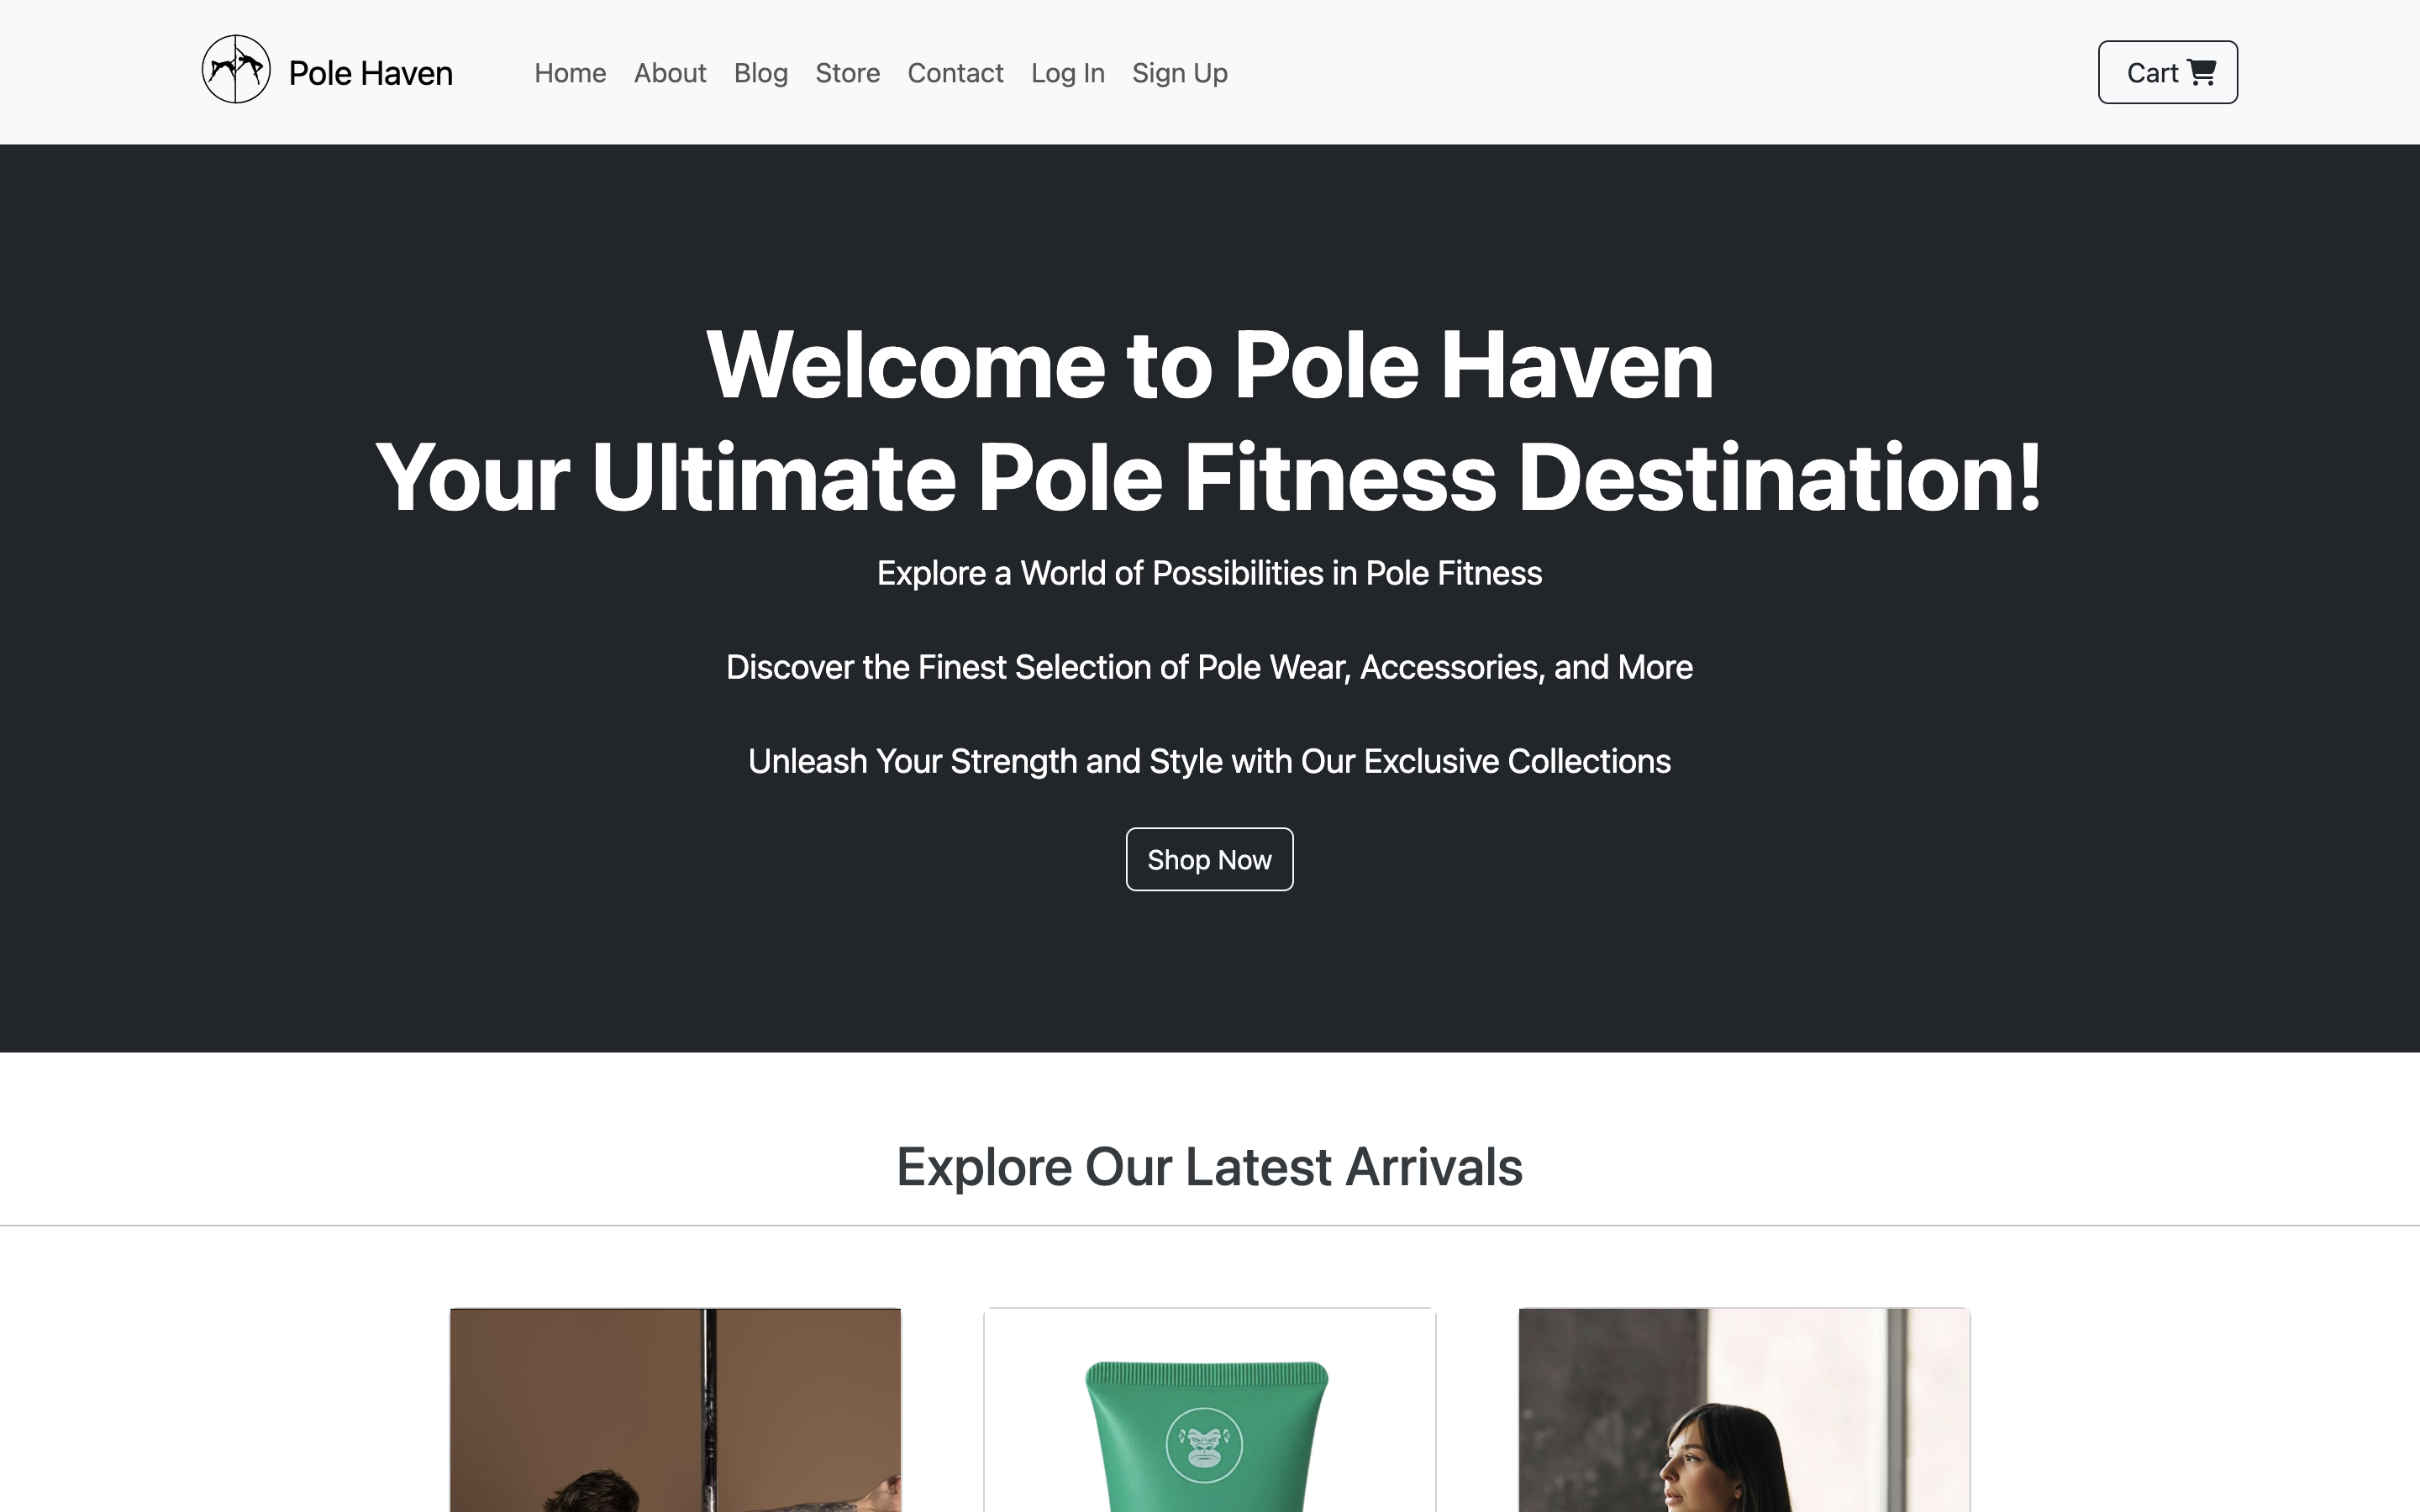 Pole Haven
Home About Blog Store Contact Log In Sign Up
Cart
Welcome to Pole Haven
Your Ultimate Pole Fitness Destination!
Explore a World of Possibilities in Pole Fitness
Discover the Finest Selection of Pole Wear, Accessories, and More
Unleash Your Strength and Style with Our Exclusive Collections
Shop Now
Explore Our Latest Arrivals